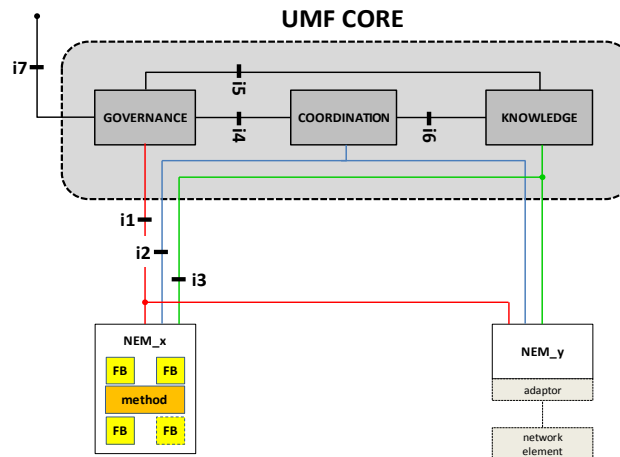 UMF CORE
i7
i5
GOVERNANCE
i4
COORDINATION
i6
KNOWLEDGE
i1
i2
i3
NEM_x
FB
FB
method
FB
FB
NEM_y
adaptor
network
element